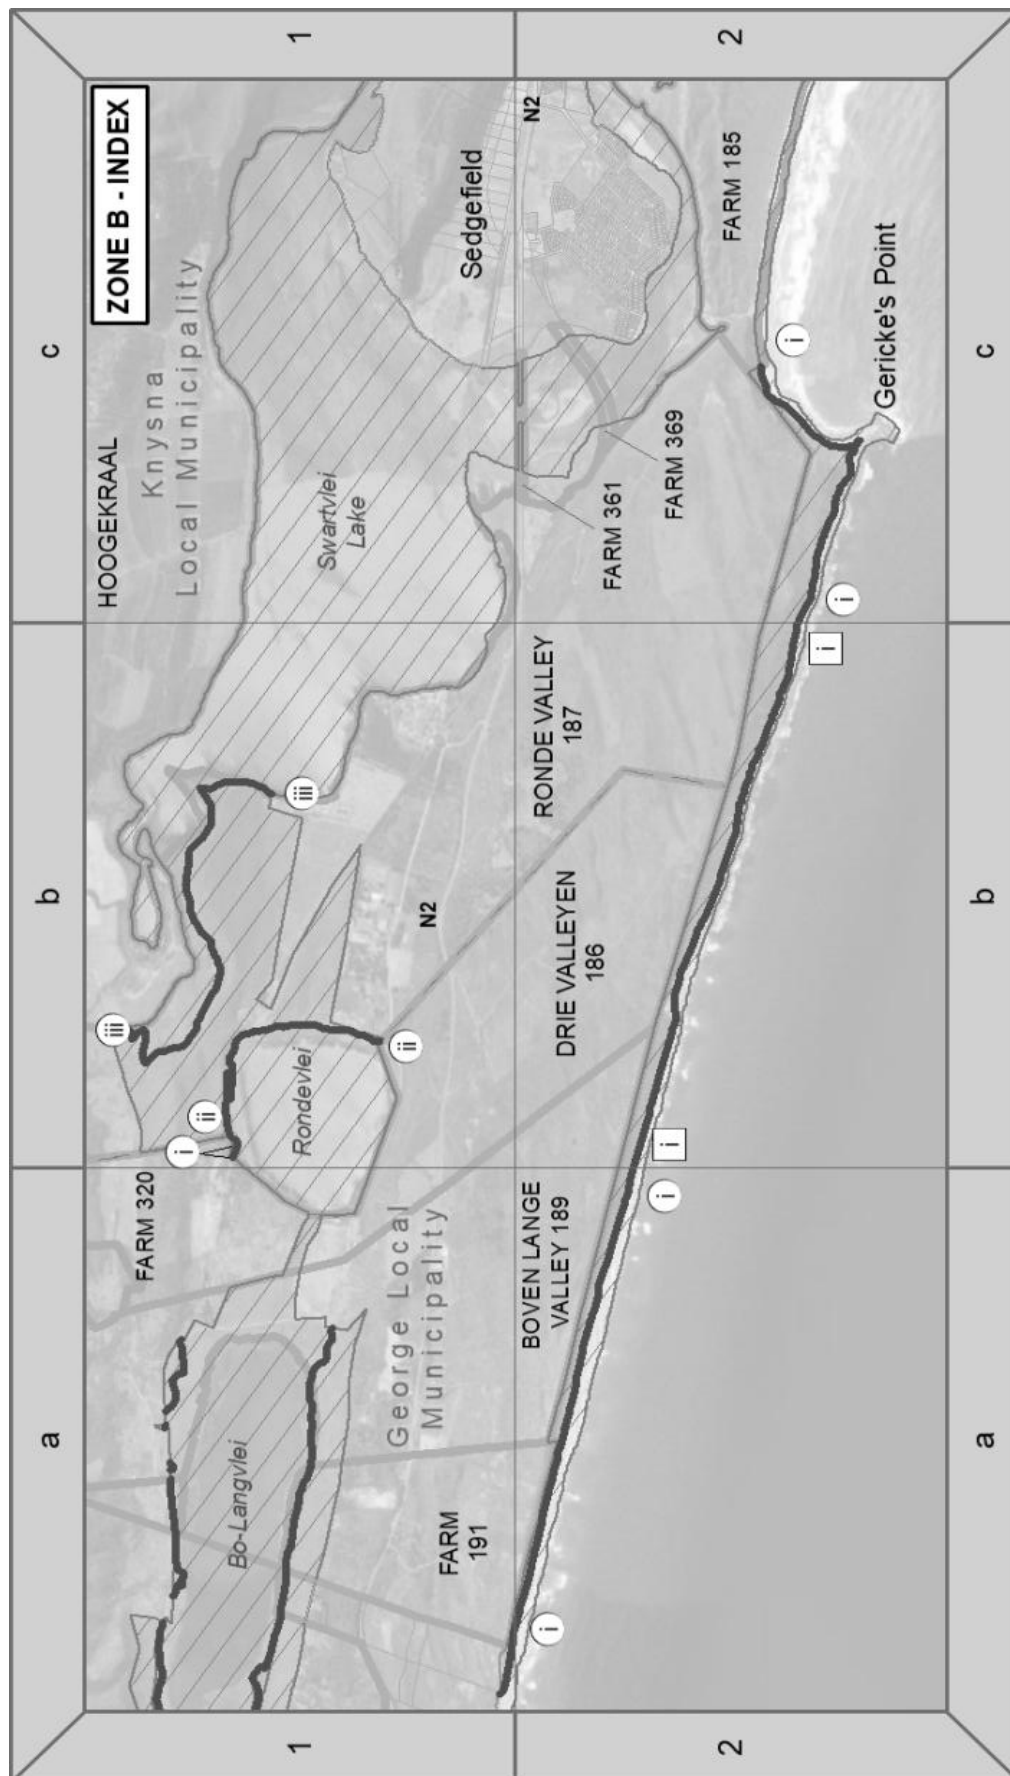 a
b
c
1
1
ZONE B - INDEX
HOOGEKRAAL
Knysna
Local Municipality
FARM 320
iii
i
ii
iii
Swartvlei
Lake
Bo-Langvlei
Rondevlei
ii
George Local
Municipality
N2
Sedgefield
FARM
191
N2
2
2
BOVEN LANGE
VALLEY 189
DRIE VALLEYEN
186
RONDE VALLEY
187
FARM 361
FARM 369
FARM 185
i
i
i
i
i
i
Gericke's Point
a
b
c